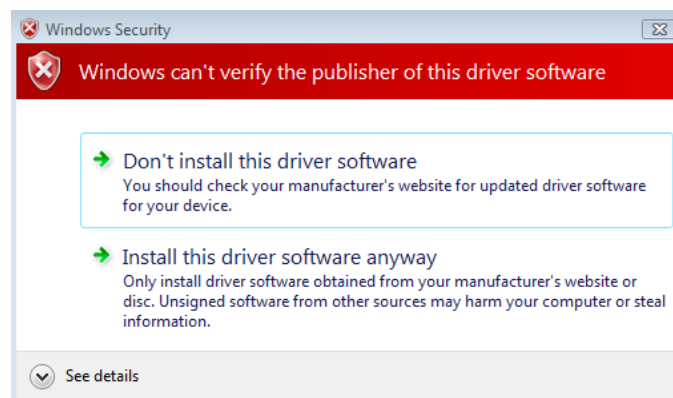 Windows Security
Windows can't verify the publisher of this driver software
Don't install this driver software
You should check your manufacturer's website for updated driver software
for your device.
Install this driver software anyway
Only install driver software obtained from your manufacturer's website or
disc. Unsigned software from other sources may harm your computer or steal
information.
See details